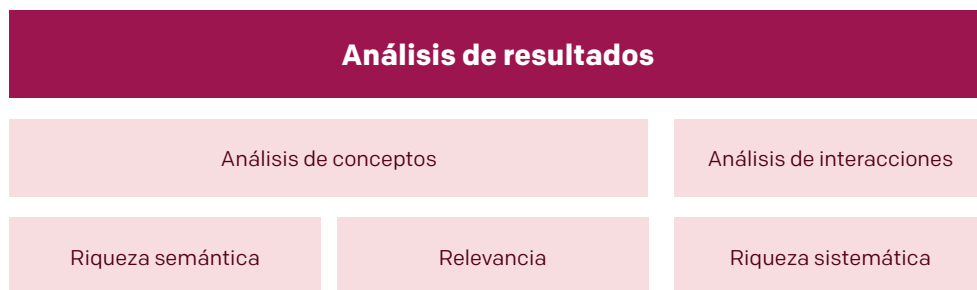 Análisis de resultados
Análisis de conceptos
Análisis de interacciones
Riqueza semántica
Relevancia
Riqueza sistemática